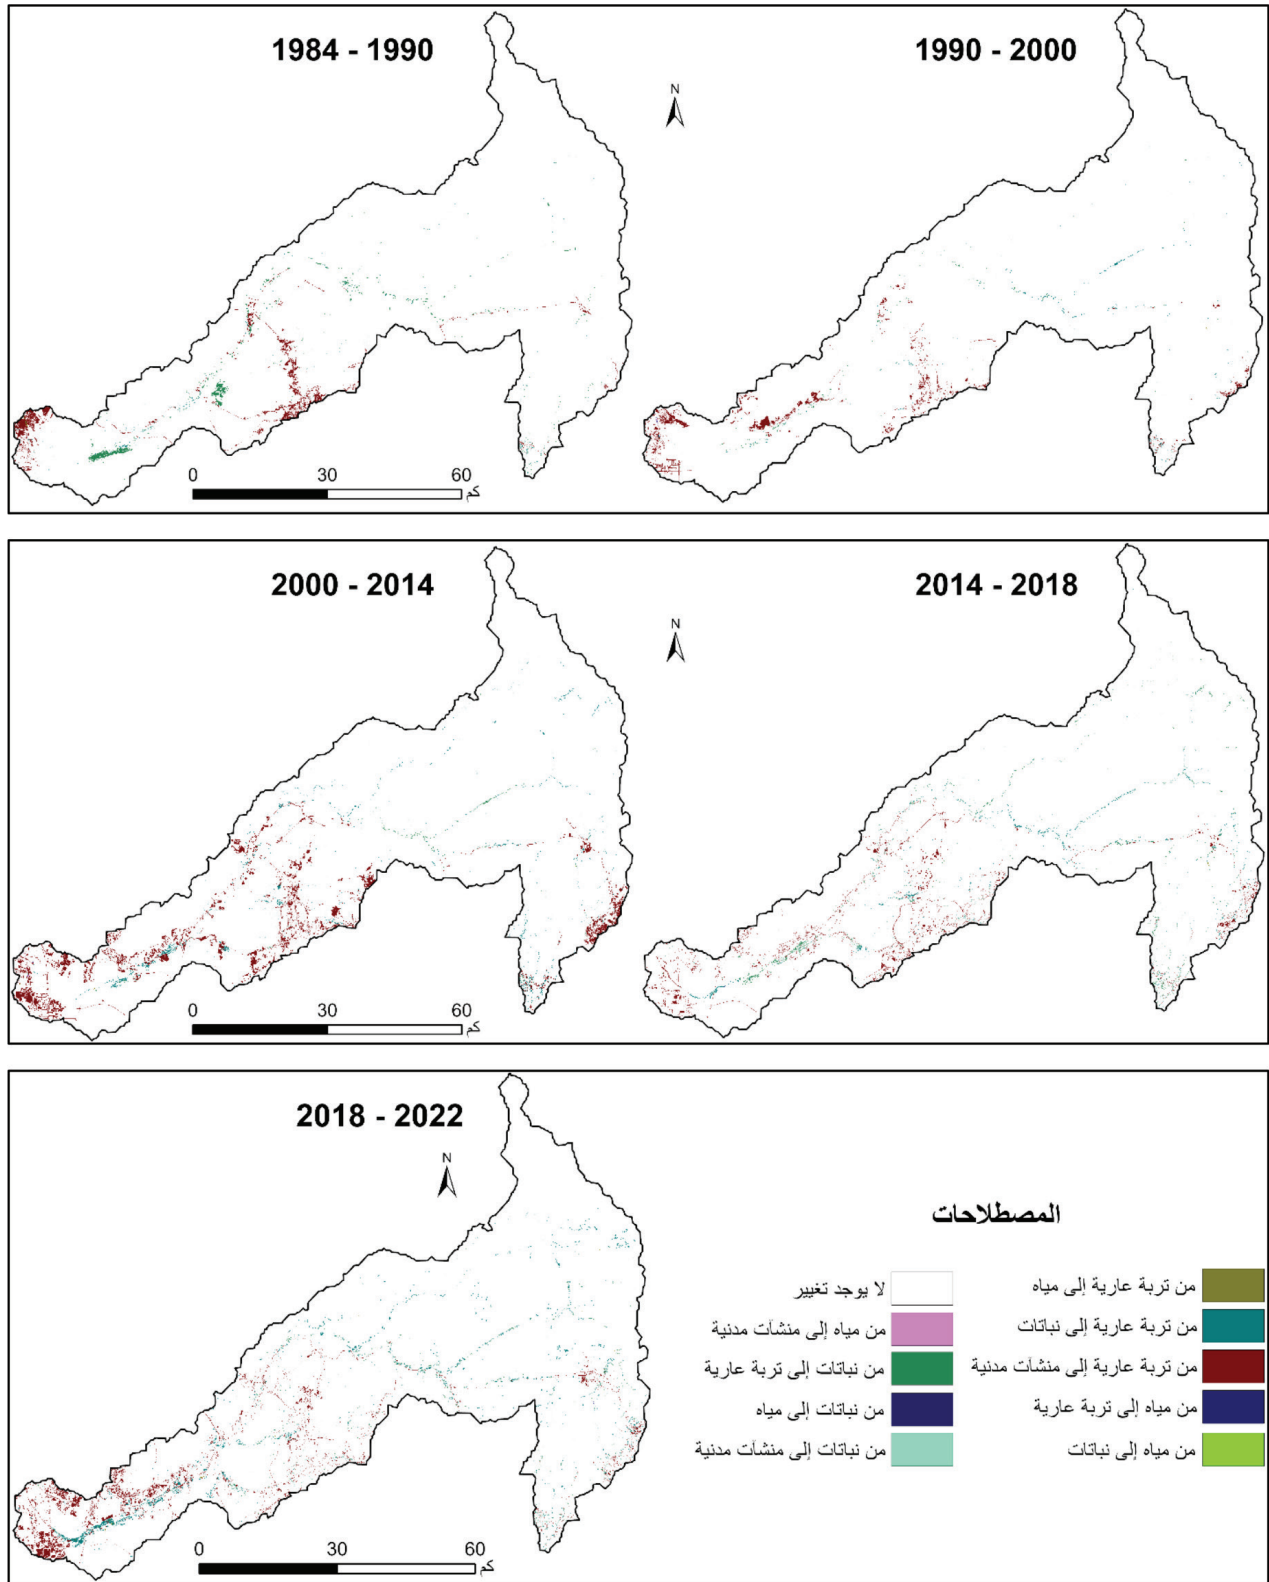 1984 - 1990
1990 - 2000
N
0 30 60 كم
2000 - 2014
2014 - 2018
N
0 30 60 كم
2018 - 2022
N
0 30 60 كم
المصطلاحات
من تربة عارية إلى مياه
من تربة عارية إلى نباتات
من تربة عارية إلى منشآت مدنية
من مياه إلى تربة عارية
من مياه إلى نباتات
لا يوجد تغيير
من مياه إلى منشآت مدنية
من نباتات إلى تربة عارية
من نباتات إلى مياه
من نباتات إلى منشآت مدنية